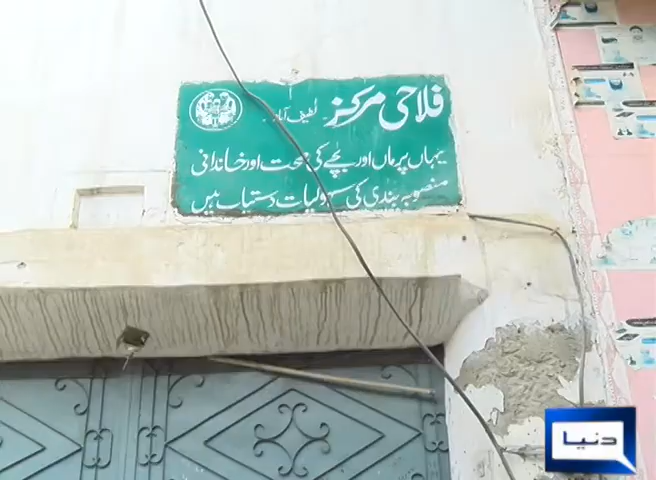 فلاحی مرکز لطیف آباد
یہاں پر ماں اور بچے کی صحت اور خاندانی
منصوبہ بندی کی سہولیات دستیاب ہیں
دنیا